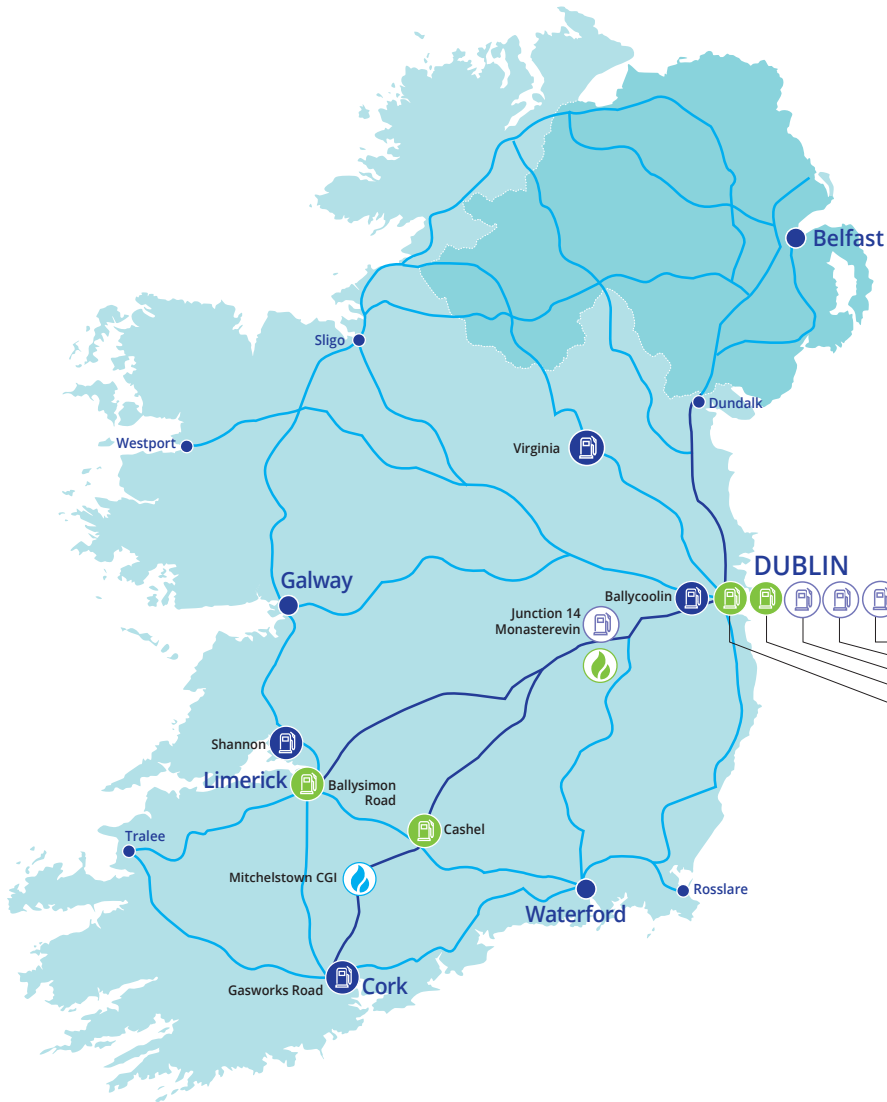 Belfast
Sligo
Dundalk
Westport
Virginia
DUBLIN
Galway
Ballycoolin
Junction 14
Monasterevin
Shannon
Limerick
Ballysimon
Road
Cashel
Tralee
Mitchelstown CGI
Rosslare
Waterford
Gasworks Road
Cork